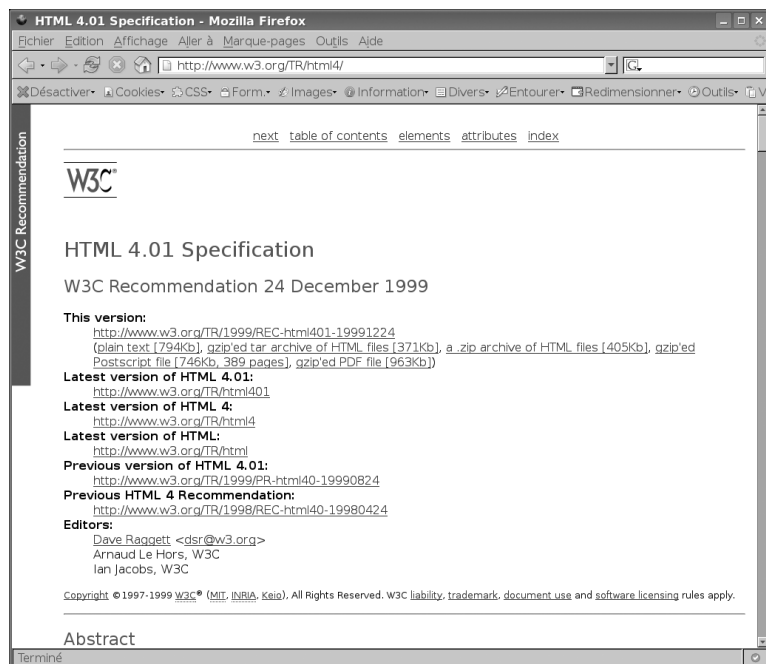 HTML 4.01 Specification - Mozilla Firefox
Fichier Edition Affichage Aller à Marque-pages Outils Aide
http://www.w3.org/TR/html4/ G
Désactiver Cookies CSS Form. Images Information Divers Entourer Redimensionner Outils V
W3C Recommendation
next table of contents elements attributes index
W3C®
HTML 4.01 Specification
W3C Recommendation 24 December 1999
This version:
http://www.w3.org/TR/1999/REC-html401-19991224
(plain text [794Kb], gzip'ed tar archive of HTML files [371Kb], a .zip archive of HTML files [405Kb], gzip'ed
Postscript file [746Kb, 389 pages], gzip'ed PDF file [963Kb])
Latest version of HTML 4.01:
http://www.w3.org/TR/html401
Latest version of HTML 4:
http://www.w3.org/TR/html4
Latest version of HTML:
http://www.w3.org/TR/html
Previous version of HTML 4.01:
http://www.w3.org/TR/1999/PR-html40-19990824
Previous HTML 4 Recommendation:
http://www.w3.org/TR/1998/REC-html40-19980424
Editors:
Dave Raggett <dsr@w3.org>
Arnaud Le Hors, W3C
Ian Jacobs, W3C
Copyright ©1997-1999 W3C® (MIT, INRIA, Keio), All Rights Reserved. W3C liability, trademark, document use and software licensing rules apply.
Abstract
Terminé